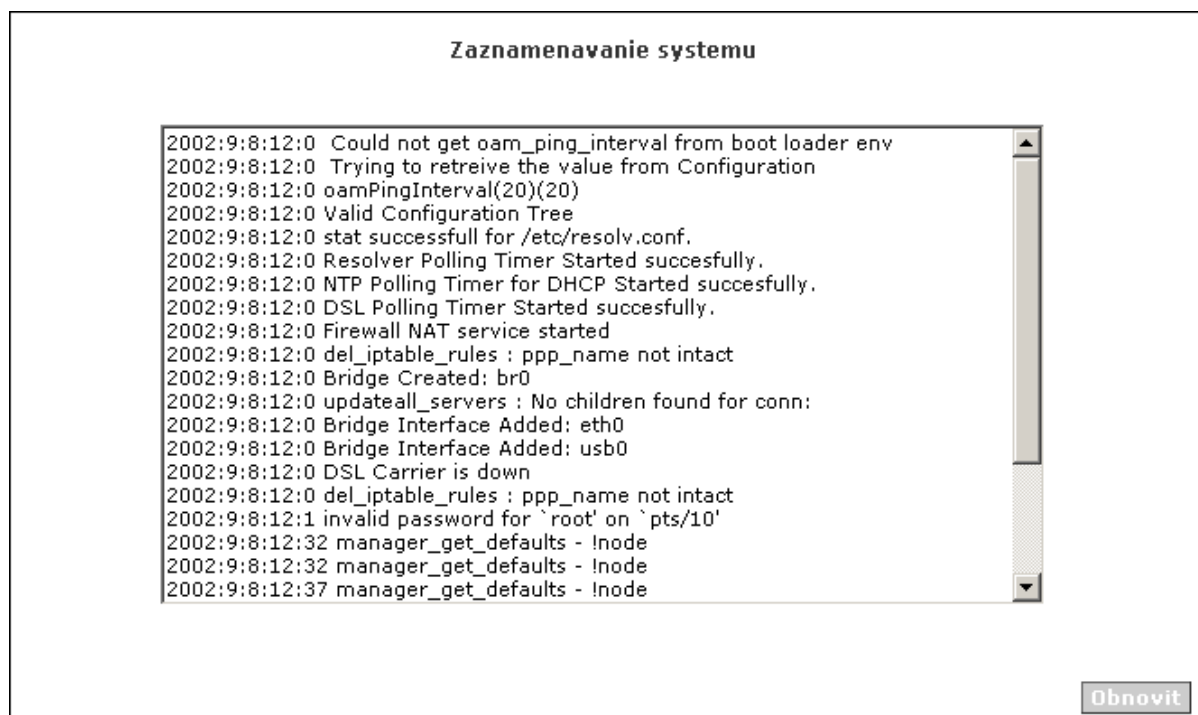 Zaznamenavanie systemu
2002:9:8:12:0  Could not get oam_ping_interval from boot loader env
2002:9:8:12:0  Trying to retreive the value from Configuration
2002:9:8:12:0 oamPingInterval(20)(20)
2002:9:8:12:0 Valid Configuration Tree
2002:9:8:12:0 stat successfull for /etc/resolv.conf.
2002:9:8:12:0 Resolver Polling Timer Started succesfully.
2002:9:8:12:0 NTP Polling Timer for DHCP Started succesfully.
2002:9:8:12:0 DSL Polling Timer Started succesfully.
2002:9:8:12:0 Firewall NAT service started
2002:9:8:12:0 del_iptable_rules : ppp_name not intact
2002:9:8:12:0 Bridge Created: br0
2002:9:8:12:0 updateall_servers : No children found for conn:
2002:9:8:12:0 Bridge Interface Added: eth0
2002:9:8:12:0 Bridge Interface Added: usb0
2002:9:8:12:0 DSL Carrier is down
2002:9:8:12:0 del_iptable_rules : ppp_name not intact
2002:9:8:12:1 invalid password for `root' on `pts/10'
2002:9:8:12:32 manager_get_defaults - !node
2002:9:8:12:32 manager_get_defaults - !node
2002:9:8:12:37 manager_get_defaults - !node
Obnovit